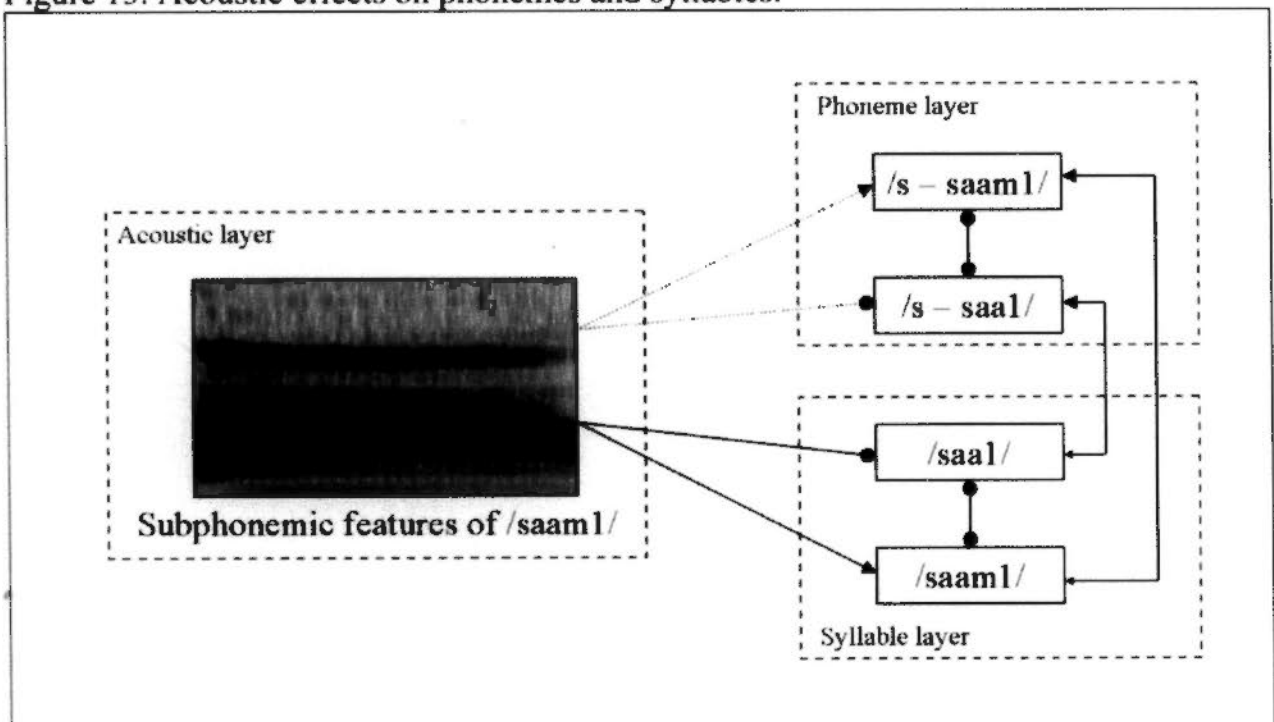 Figure 13. Acoustic effects on phonemes and syllables.
Phoneme layer
/s – saam1/
/s – saa1/
Acoustic layer
Subphonemic features of /saam1/
/saa1/
/saam1/
Syllable layer